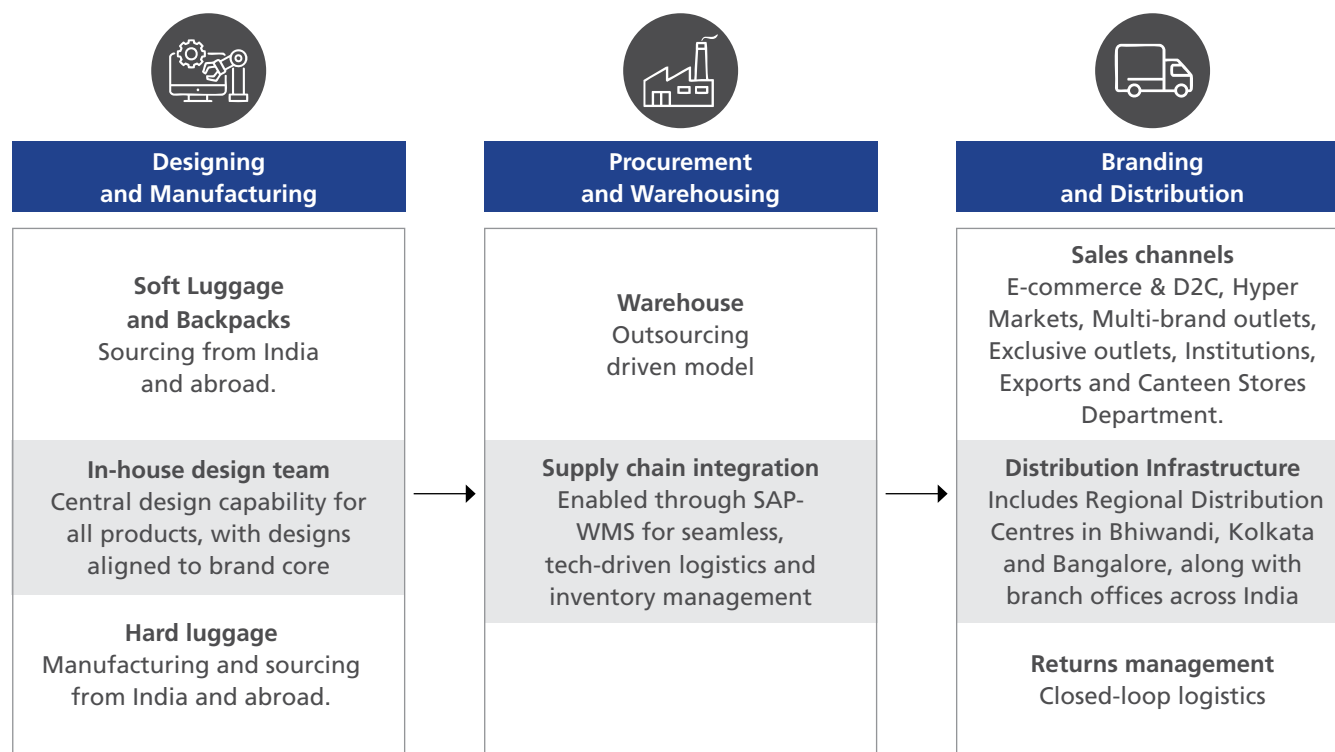 Designing
and Manufacturing
Soft Luggage
and Backpacks
Sourcing from India
and abroad.
In-house design team
Central design capability for
all products, with designs
aligned to brand core
Hard luggage
Manufacturing and sourcing
from India and abroad.
Procurement
and Warehousing
Warehouse
Outsourcing
driven model
Supply chain integration
Enabled through SAP-
WMS for seamless,
tech-driven logistics and
inventory management
Branding
and Distribution
Sales channels
E-commerce & D2C, Hyper
Markets, Multi-brand outlets,
Exclusive outlets, Institutions,
Exports and Canteen Stores
Department.
Distribution Infrastructure
Includes Regional Distribution
Centres in Bhiwandi, Kolkata
and Bangalore, along with
branch offices across India
Returns management
Closed-loop logistics